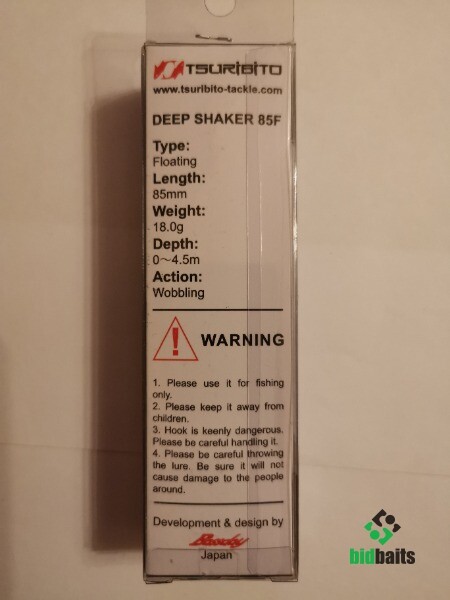 TSURIBITO
www.tsuribito-tackle.com
DEEP SHAKER 85F
Type:
Floating
Length:
85mm
Weight:
18.0g
Depth:
0～4.5m
Action:
Wobbling
WARNING
1. Please use it for fishing
only.
2. Please keep it away from
children.
3. Hook is keenly dangerous.
Please be careful handling it.
4. Please be careful throwing
the lure. Be sure it will not
cause damage to the people
around.
Development & design by
Japan
bidbaits